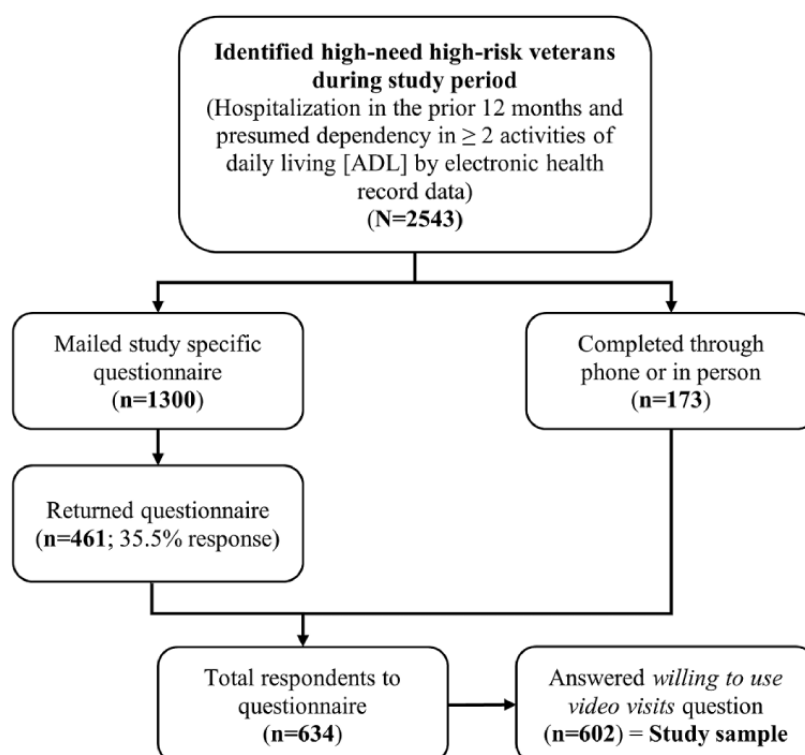 Identified high-need high-risk veterans
during study period
(Hospitalization in the prior 12 months and
presumed dependency in ≥ 2 activities of
daily living [ADL] by electronic health
record data)
(N=2543)
Mailed study specific
questionnaire
(n=1300)
Completed through
phone or in person
(n=173)
Returned questionnaire
(n=461; 35.5% response)
Total respondents to
questionnaire
(n=634)
Answered willing to use
video visits question
(n=602) = Study sample